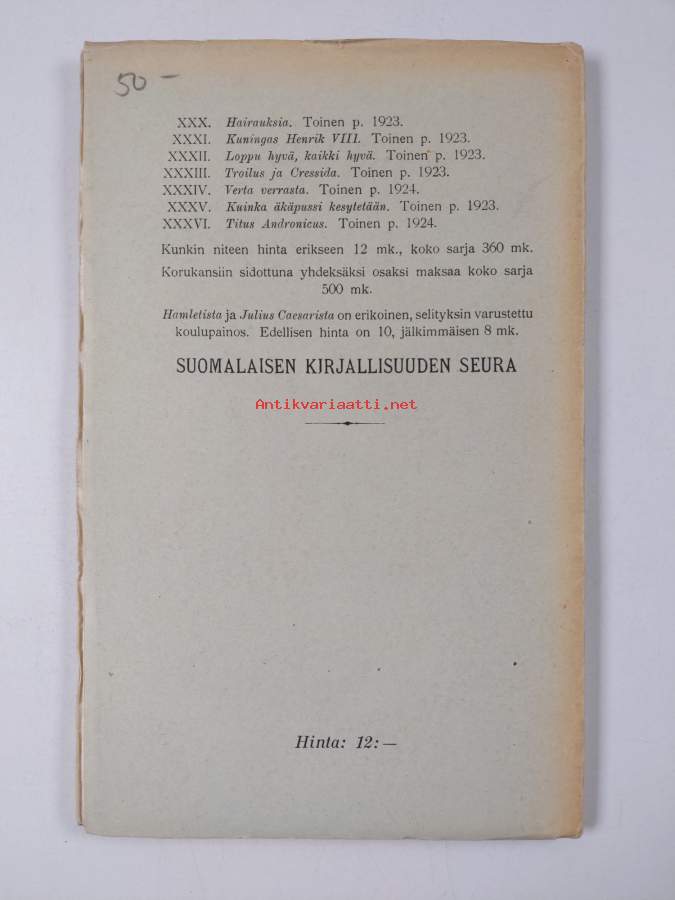 50 —
XXX. Hairauksia. Toinen p. 1923.
XXXI. Kuningas Henrik VIII. Toinen p. 1923.
XXXII. Loppu hyvä, kaikki hyvä. Toinen p. 1923.
XXXIII. Troilus ja Cressida. Toinen p. 1923.
XXXIV. Verta verrasta. Toinen p. 1924.
XXXV. Kuinka äkäpussi kesytetään. Toinen p. 1923.
XXXVI. Titus Andronicus. Toinen p. 1924.
Kunkin niteen hinta erikseen 12 mk., koko sarja 360 mk.
Korukansiin sidottuna yhdeksäksi osaksi maksaa koko sarja
500 mk.
Hamletista ja Julius Caesarista on erikoinen, selityksin varustettu
koulupainos. Edellisen hinta on 10, jälkimmäisen 8 mk.
SUOMALAISEN KIRJALLISUUDEN SEURA
Antikvariaatti.net
Hinta: 12: —